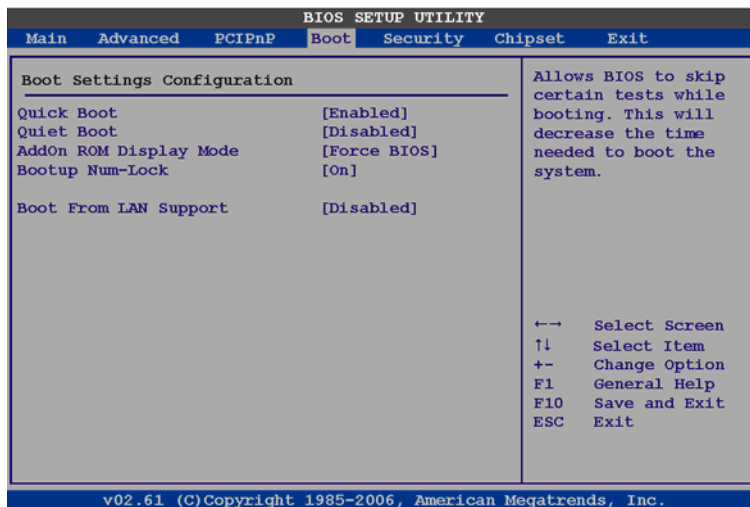 BIOS SETUP UTILITY
Main Advanced PCIPnP Boot Security Chipset Exit
Boot Settings Configuration
Quick Boot [Enabled]
Quiet Boot [Disabled]
AddOn ROM Display Mode [Force BIOS]
Bootup Num-Lock [On]
Boot From LAN Support [Disabled]
Allows BIOS to skip
certain tests while
booting. This will
decrease the time
needed to boot the
system.
←→ Select Screen
↑↓ Select Item
+- Change Option
F1 General Help
F10 Save and Exit
ESC Exit
v02.61 (C)Copyright 1985-2006, American Megatrends, Inc.